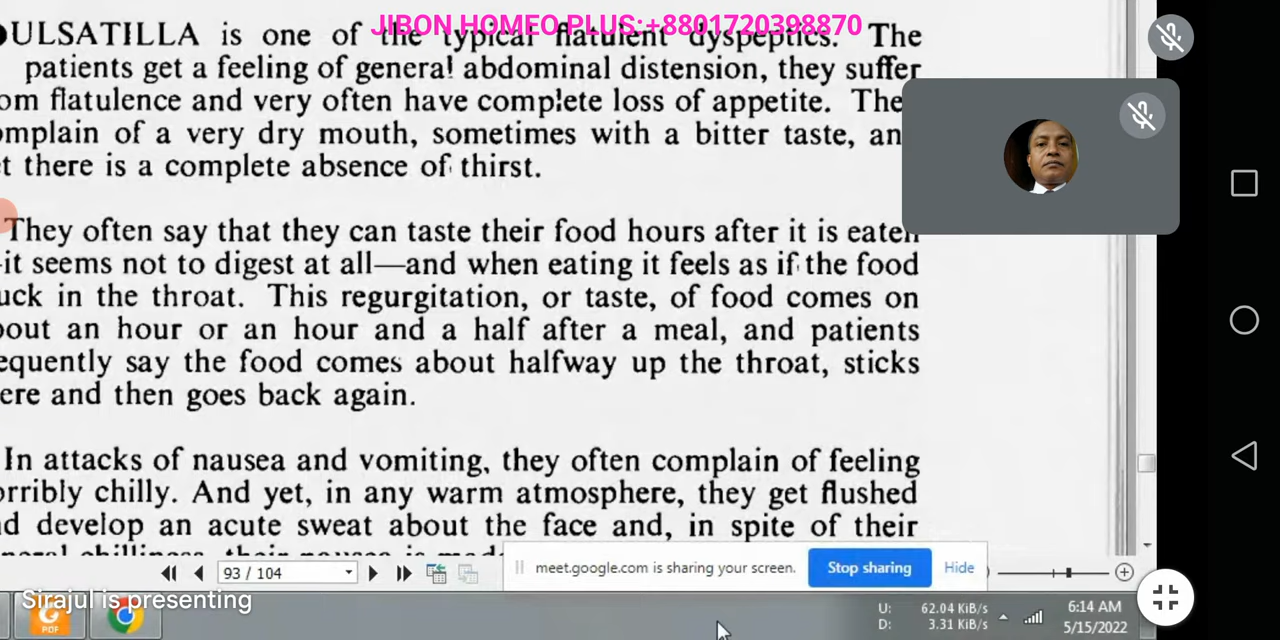 JIBON HOMEO PLUS:+8801720398870
ULSATILLA is one of the typical flatulent dyspeptics. The
patients get a feeling of general abdominal distension, they suffer
om flatulence and very often have complete loss of appetite. The
omplain of a very dry mouth, sometimes with a bitter taste, an
t there is a complete absence of thirst.
They often say that they can taste their food hours after it is eaten
-it seems not to digest at all—and when eating it feels as if the food
uck in the throat. This regurgitation, or taste, of food comes on
bout an hour or an hour and a half after a meal, and patients
equently say the food comes about halfway up the throat, sticks
ere and then goes back again.
In attacks of nausea and vomiting, they often complain of feeling
orribly chilly. And yet, in any warm atmosphere, they get flushed
nd develop an acute sweat about the face and, in spite of their
93 / 104
meet.google.com is sharing your screen.
Stop sharing
Hide
Sirajul is presenting
PDF
U: 62.04 KiB/s
D: 3.31 KiB/s
6:14 AM
5/15/2022